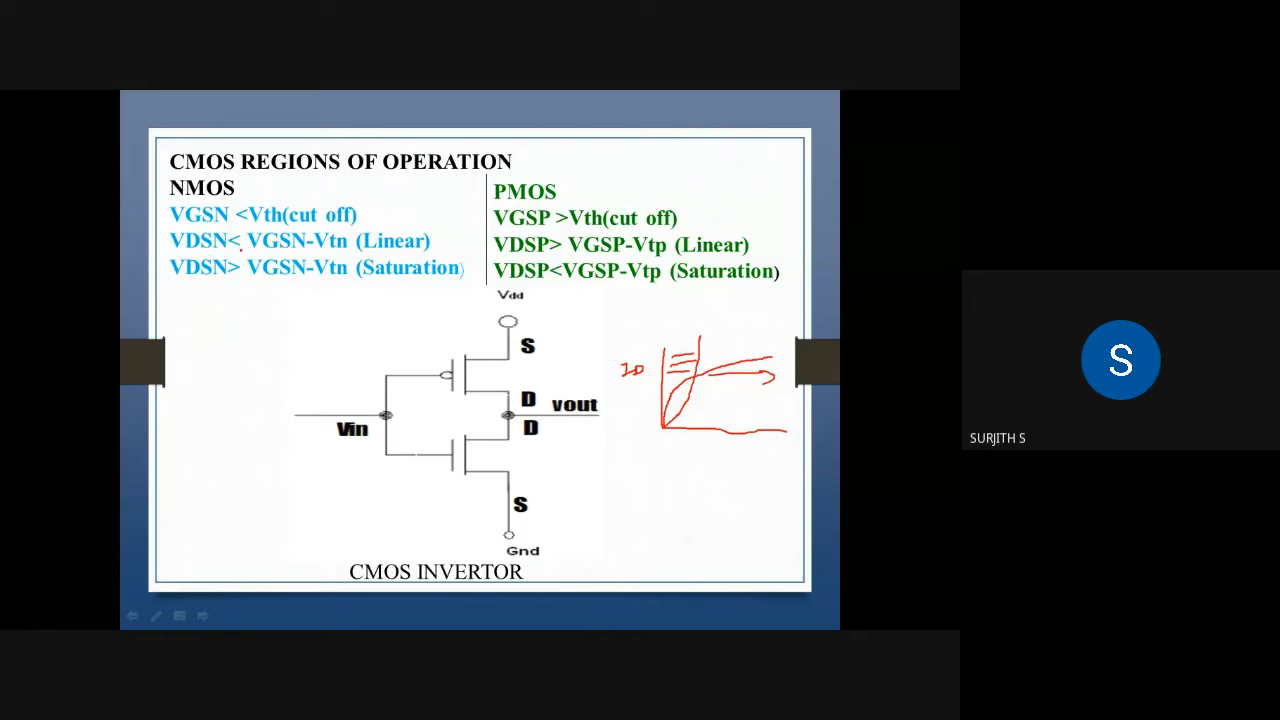 CMOS REGIONS OF OPERATION
NMOS
VGSN <Vth(cut off)
VDSN< VGSN-Vtn (Linear)
VDSN> VGSN-Vtn (Saturation)
PMOS
VGSP >Vth(cut off)
VDSP> VGSP-Vtp (Linear)
VDSP<VGSP-Vtp (Saturation)
Vdd
S
D
vout
D
Vin
S
Gnd
CMOS INVERTOR
ID
S
SURJITH S